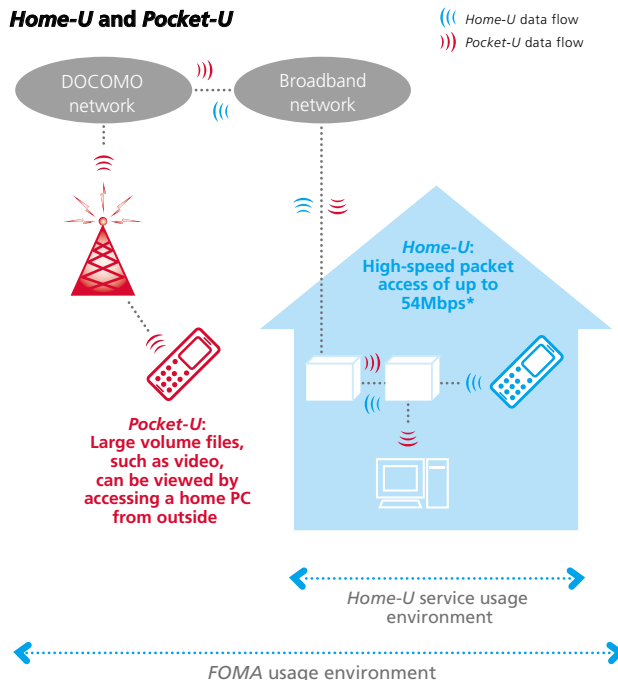 Home-U and Pocket-U
Home-U data flow
Pocket-U data flow
DOCOMO
network
Broadband
network
Home-U:
High-speed packet
access of up to
54Mbps*
Pocket-U:
Large volume files,
such as video,
can be viewed by
accessing a home PC
from outside
Home-U service usage
environment
FOMA usage environment